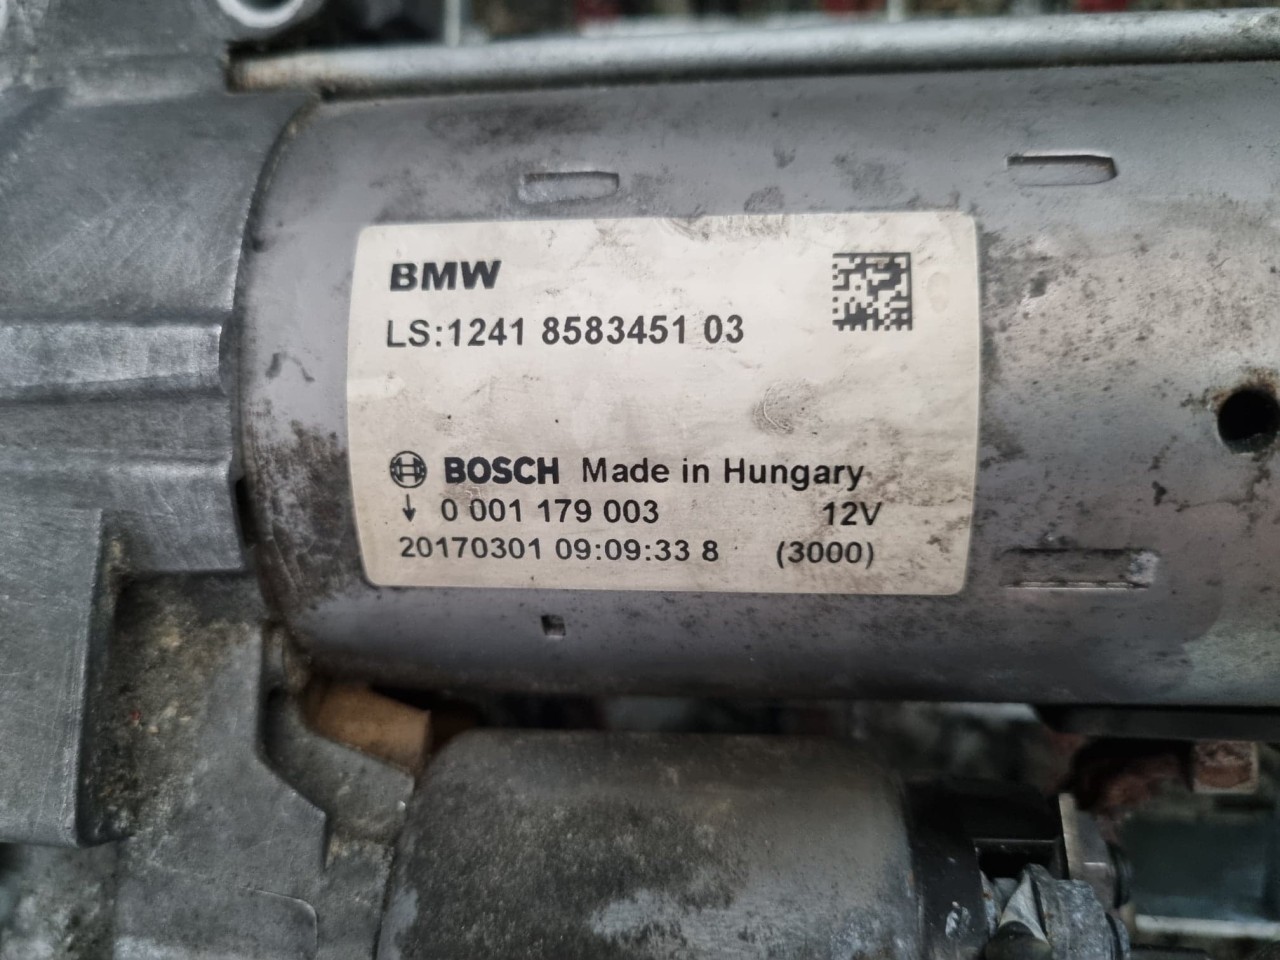 BMW
LS:1241 8583451 03
BOSCH Made in Hungary
↓ 0 001 179 003 12V
20170301 09:09:33 8 (3000)